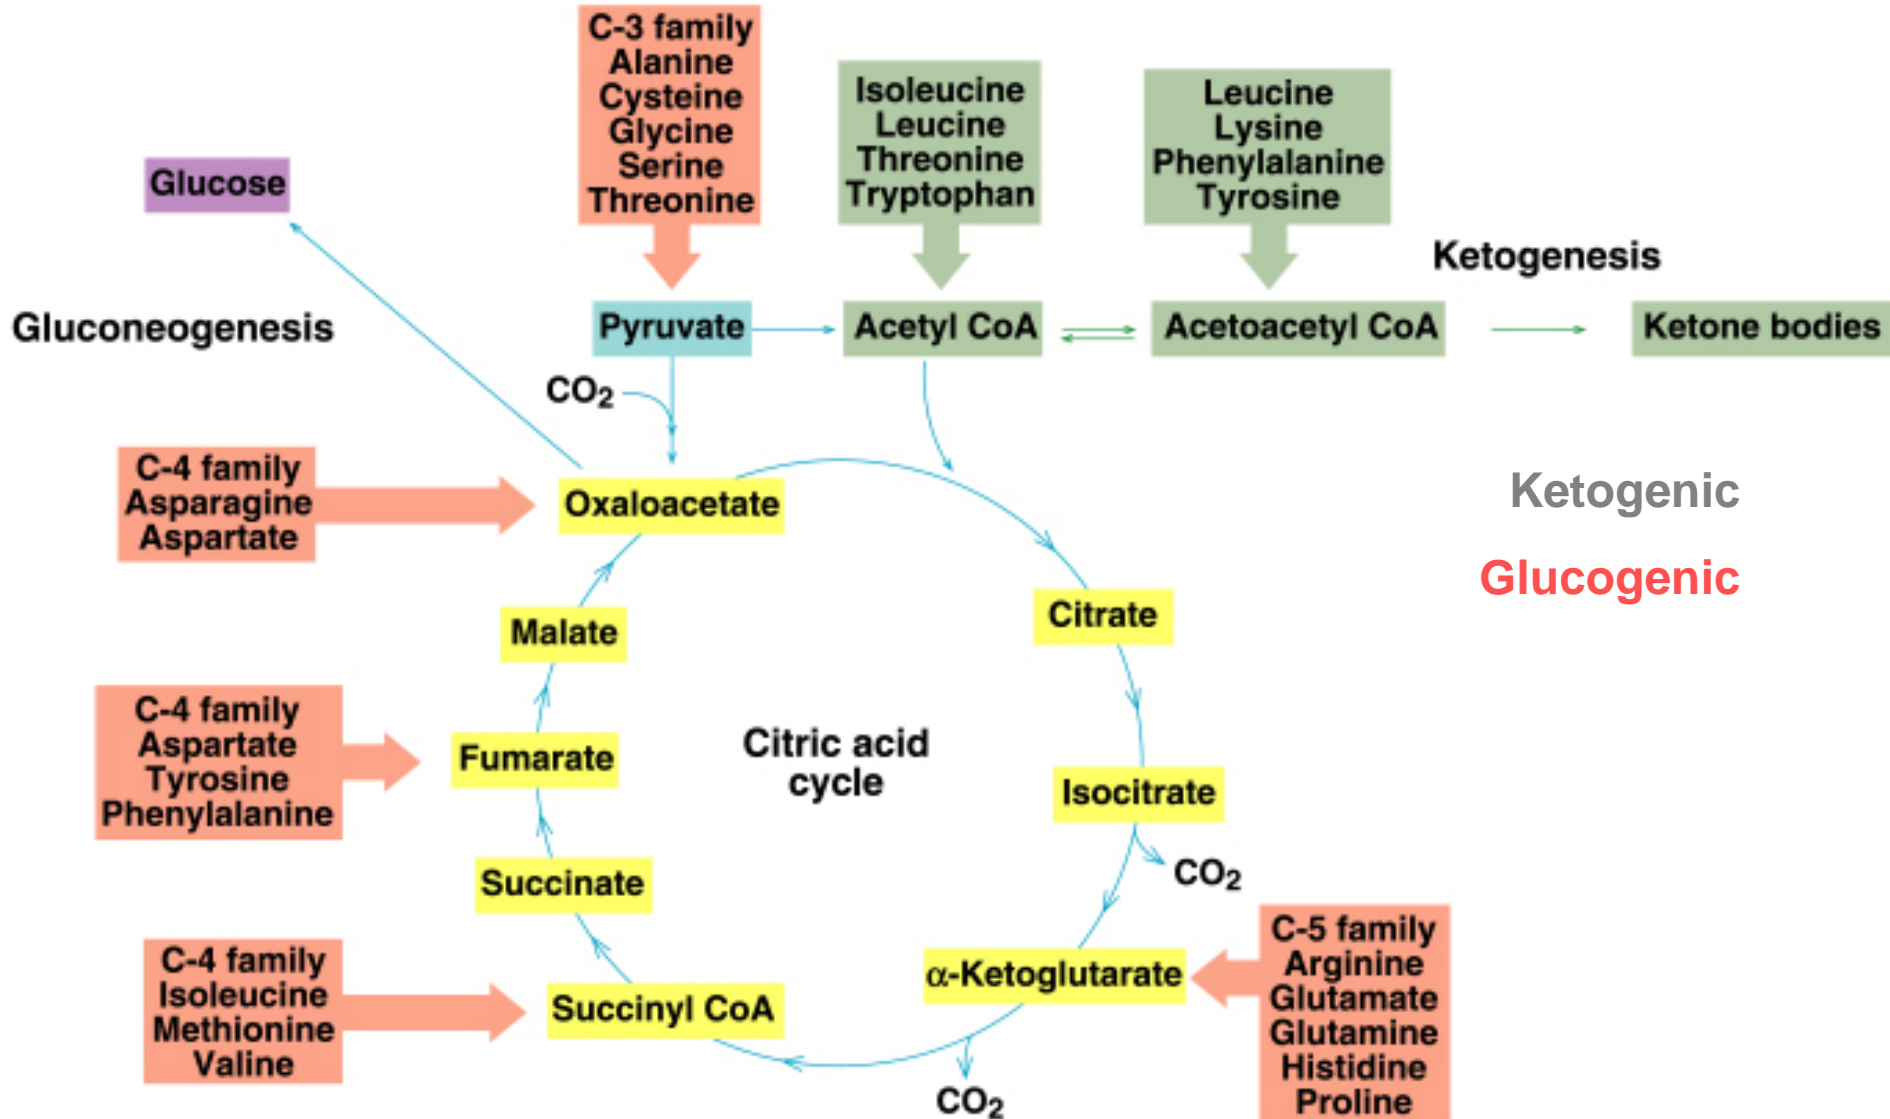 C-3 family
Alanine
Cysteine
Glycine
Serine
Threonine
Isoleucine
Leucine
Threonine
Tryptophan
Leucine
Lysine
Phenylalanine
Tyrosine
Glucose
Ketogenesis
Gluconeogenesis
Pyruvate
Acetyl CoA
Acetoacetyl CoA
Ketone bodies
CO₂
C-4 family
Asparagine
Aspartate
Oxaloacetate
Ketogenic
Glucogenic
Citrate
Malate
C-4 family
Aspartate
Tyrosine
Phenylalanine
Fumarate
Citric acid
cycle
Isocitrate
CO₂
Succinate
C-4 family
Isoleucine
Methionine
Valine
Succinyl CoA
α-Ketoglutarate
C-5 family
Arginine
Glutamate
Glutamine
Histidine
Proline
CO₂